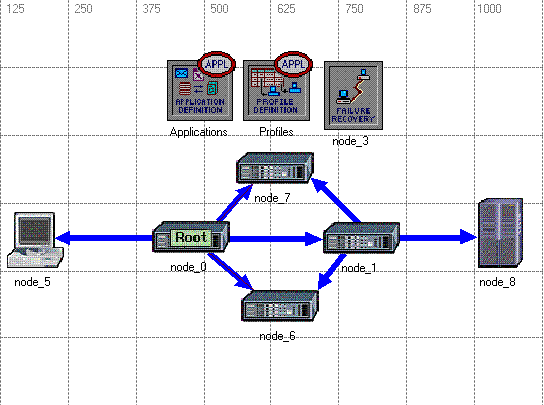 125 250 375 500 625 750 875 1000
APPL APPL
APPLICATION
DEFINITION
PROFILE
DEFINITION
FAILURE
RECOVERY
Applications Profiles node_3
node_7
Root
node_5 node_0 node_1 node_8
node_6